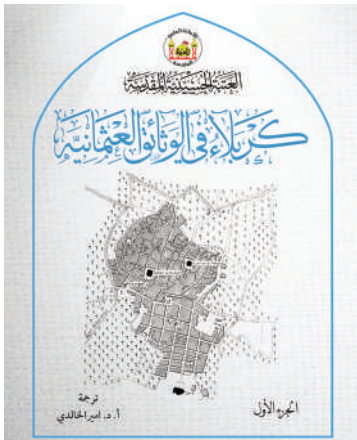 العتبة الحسينية المقدسة
كربلاء في الوثائق العثمانية
الجزء الأول
ترجمة
أ.د. امير الخالدي